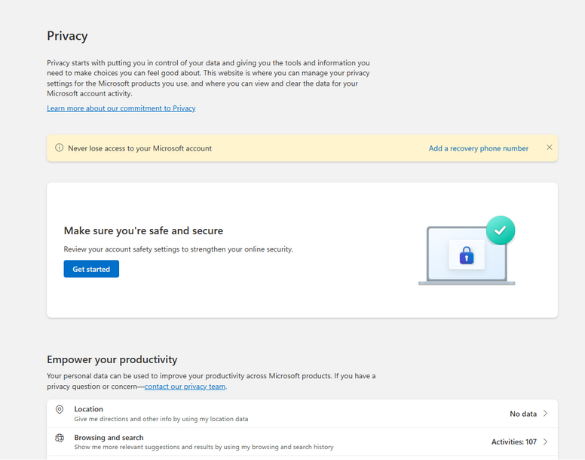 Privacy
Privacy starts with putting you in control of your data and giving you the tools and information you
need to make choices you can feel good about. This website is where you can manage your privacy
settings for the Microsoft products you use, and where you can view and clear the data for your
Microsoft account activity.
Learn more about our commitment to Privacy
Never lose access to your Microsoft account Add a recovery phone number
Make sure you're safe and secure
Review your account safety settings to strengthen your online security.
Get started
Empower your productivity
Your personal data can be used to improve your productivity across Microsoft products. If you have a
privacy question or concern—contact our privacy team.
Location
Give me directions and other info by using my location data
No data
Browsing and search
Show me more relevant suggestions and results by using my browsing and search history
Activities: 107